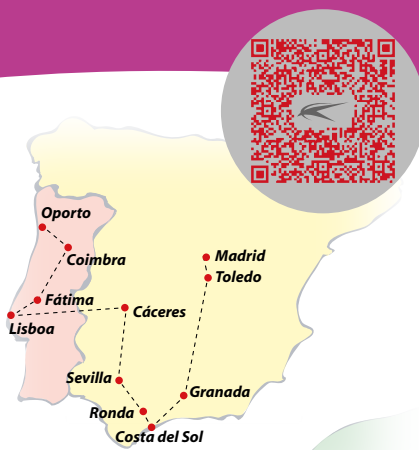 Oporto
Coimbra
Madrid
Toledo
Fátima
Cáceres
Lisboa
Sevilla
Granada
Ronda
Costa del Sol